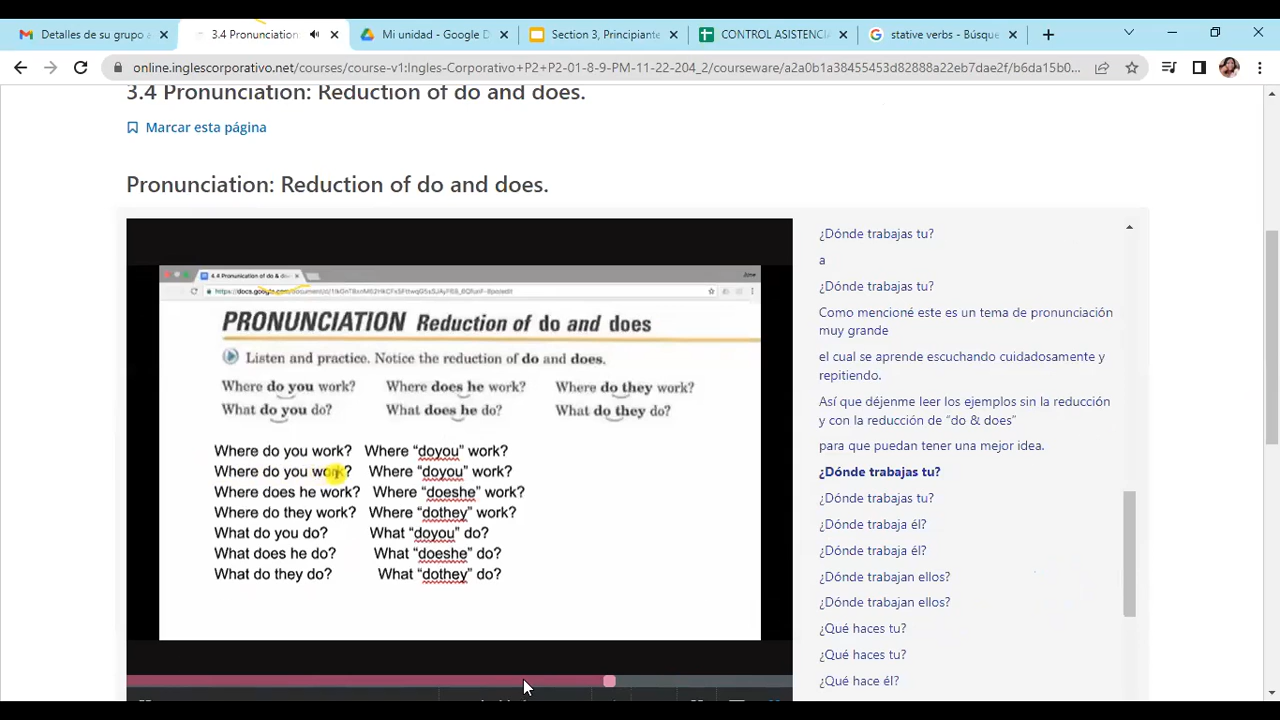 Detalles de su grupo a
3.4 Pronunciation
Mi unidad - Google D
Section 3, Principiante
CONTROL ASISTENCIA
stative verbs - Búsque
online.inglescorporativo.net/courses/course-v1:Ingles-Corporativo+P2+P2-01-8-9-PM-11-22-204_2/courseware/a2a0b1a38455453d82888a22eb7dae2f/b6da15b0...
3.4 Pronunciation: Reduction of do and does.
Marcar esta página
Pronunciation: Reduction of do and does.
4.4 Pronunication of do & do
PRONUNCIATION Reduction of do and does
Listen and practice. Notice the reduction of do and does.
Where do you work? Where does he work? Where do they work?
What do you do? What does he do? What do they do?
Where do you work? Where “doyou” work?
Where do you work? Where “doyou” work?
Where does he work? Where “doeshe” work?
Where do they work? Where “dothey” work?
What do you do? What “doyou” do?
What does he do? What “doeshe” do?
What do they do? What “dothey” do?
¿Dónde trabajas tu?
a
¿Dónde trabajas tu?
Como mencioné este es un tema de pronunciación
muy grande
el cual se aprende escuchando cuidadosamente y
repitiendo.
Así que déjenme leer los ejemplos sin la reducción
y con la reducción de “do & does”
para que puedan tener una mejor idea.
¿Dónde trabajas tu?
¿Dónde trabajas tu?
¿Dónde trabaja él?
¿Dónde trabaja él?
¿Dónde trabajan ellos?
¿Dónde trabajan ellos?
¿Qué haces tu?
¿Qué haces tu?
¿Qué hace él?